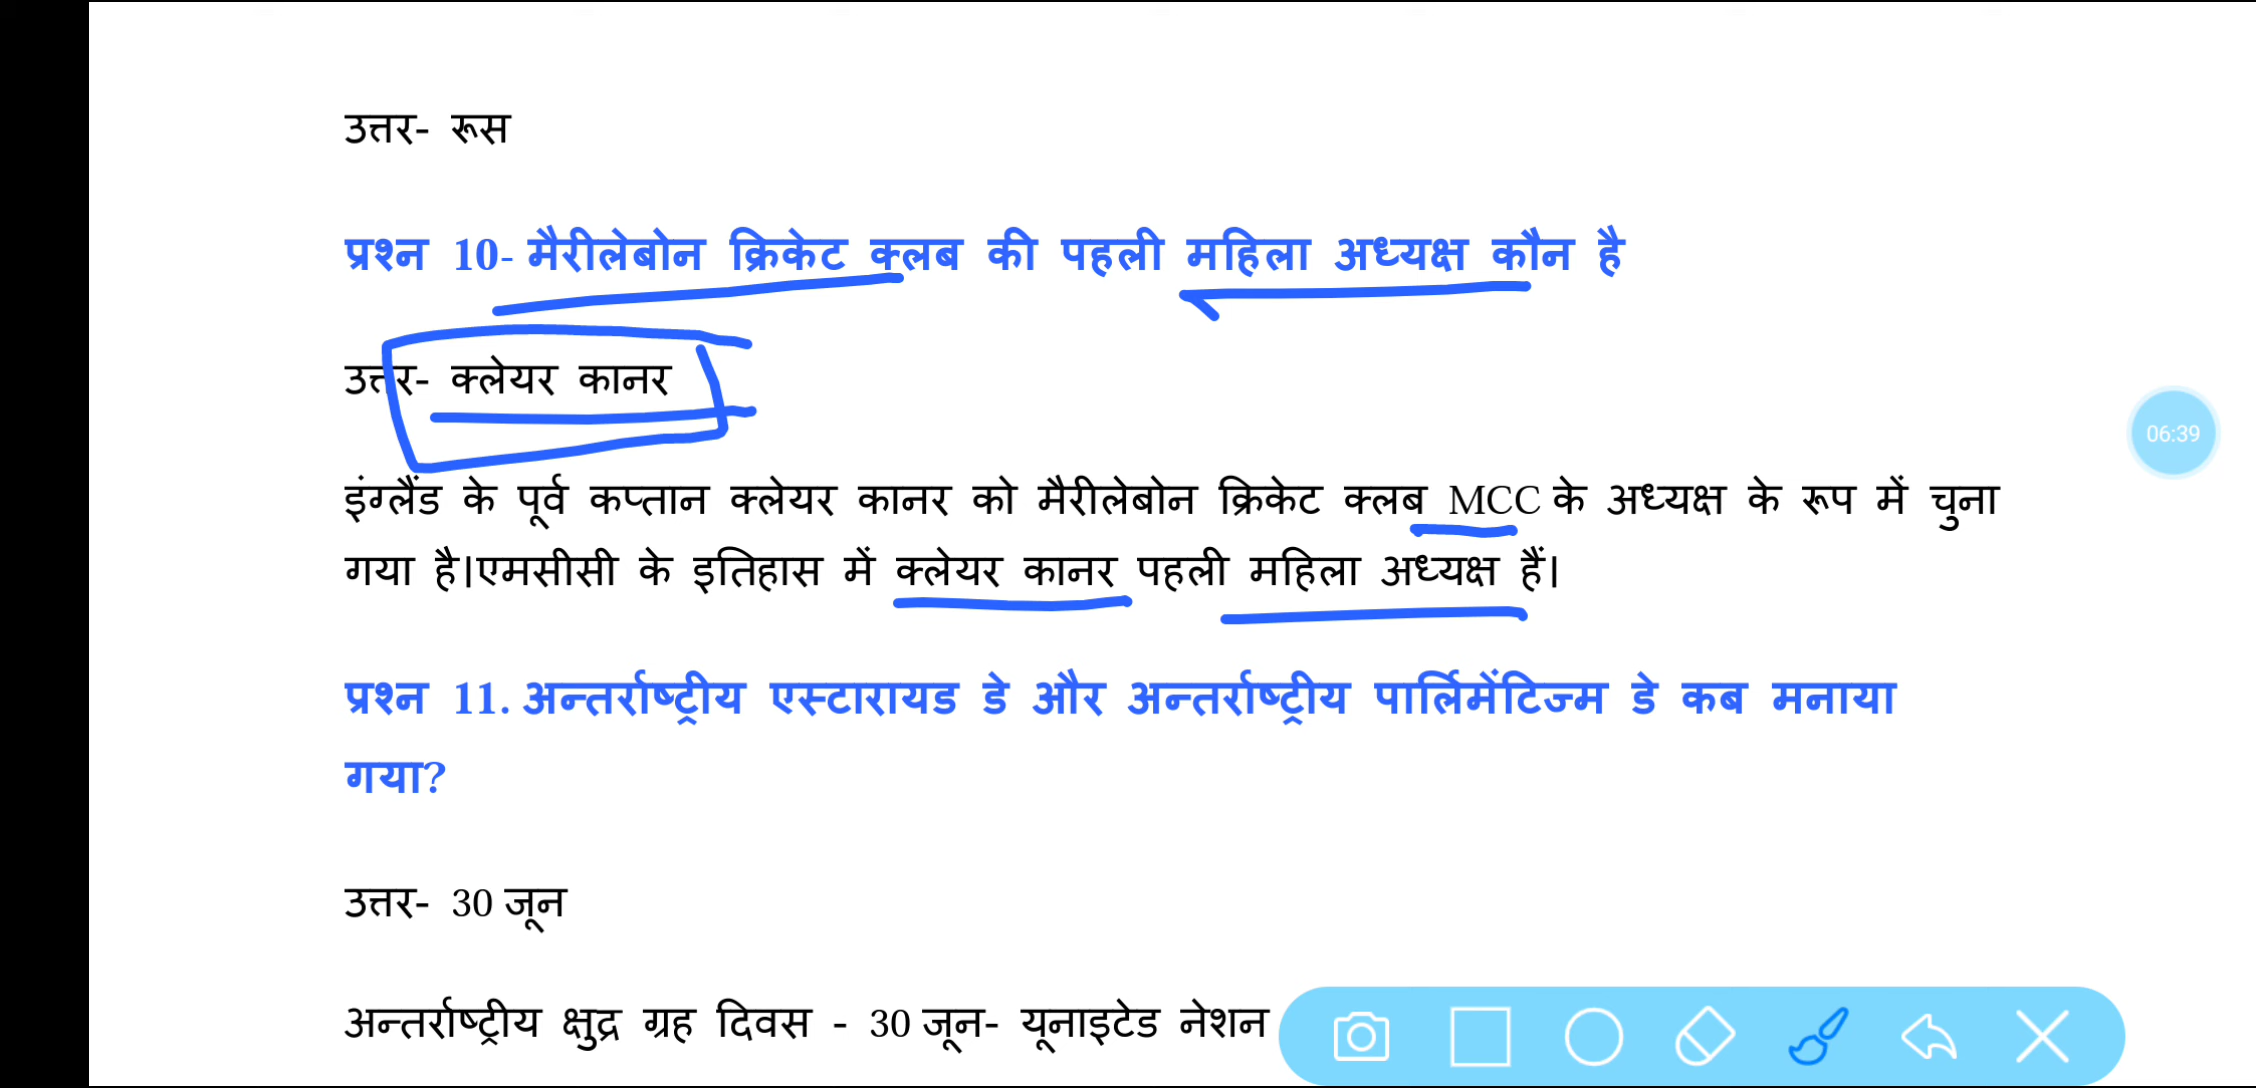 उत्तर- रूस
प्रश्न 10- मैरीलेबोन क्रिकेट क्लब की पहली महिला अध्यक्ष कौन है
उत्तर- क्लेयर कानर
इंग्लैंड के पूर्व कप्तान क्लेयर कानर को मैरीलेबोन क्रिकेट क्लब MCC के अध्यक्ष के रूप में चुना
गया है।एमसीसी के इतिहास में क्लेयर कानर पहली महिला अध्यक्ष हैं।
06:39
प्रश्न 11. अन्तर्राष्ट्रीय एस्टारायड डे और अन्तर्राष्ट्रीय पार्लिमेंटिज्म डे कब मनाया
गया?
उत्तर- 30 जून
अन्तर्राष्ट्रीय क्षुद्र ग्रह दिवस - 30 जून- यूनाइटेड नेशन